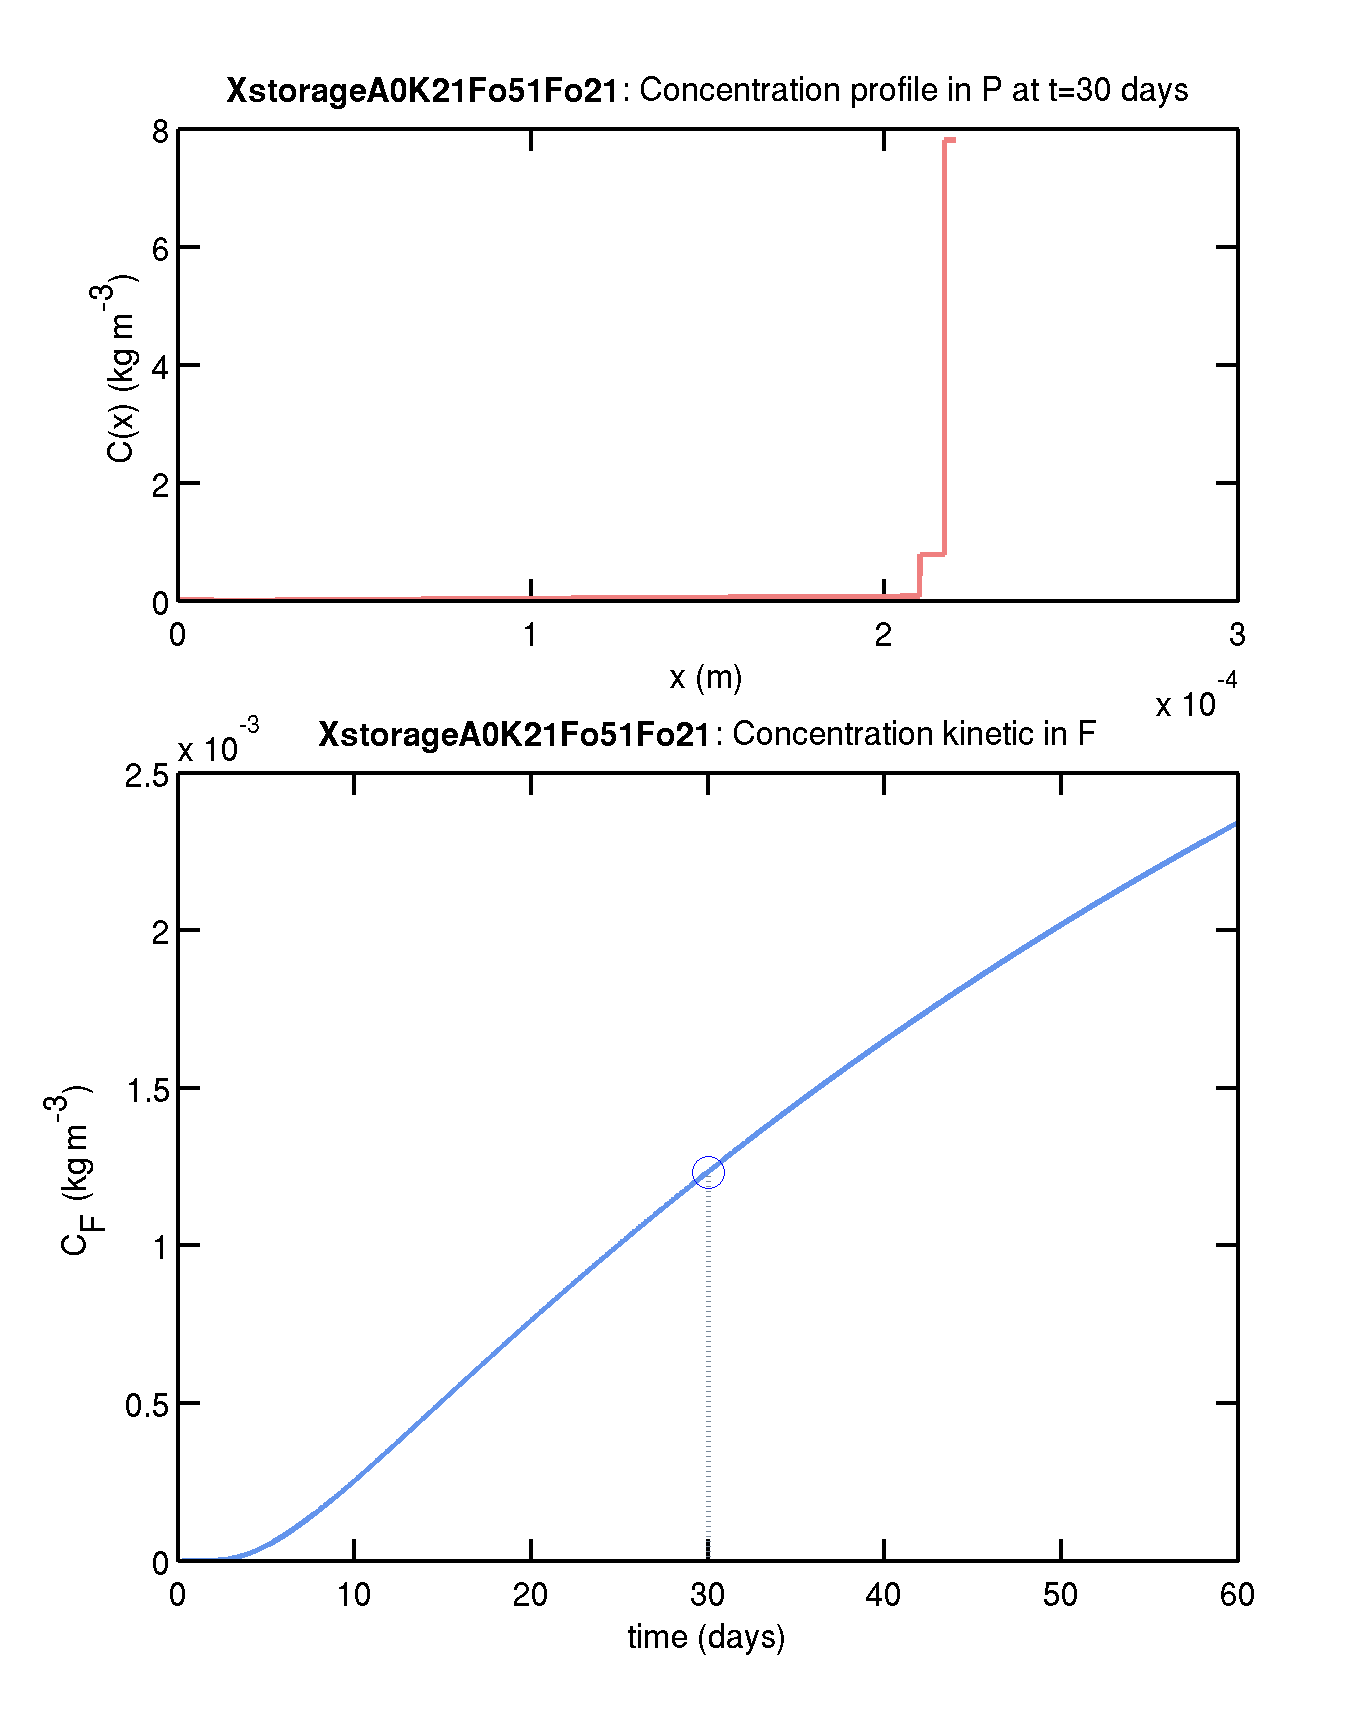 XstorageA0K21Fo51Fo21: Concentration profile in P at t=30 days
8
6
4
2
0
C(x) (kg m-3)
0 1 2 3
x (m)
x 10-4
XstorageA0K21Fo51Fo21: Concentration kinetic in F
x 10-3
2.5
2
1.5
1
0.5
0
CF (kg m-3)
0 10 20 30 40 50 60
time (days)